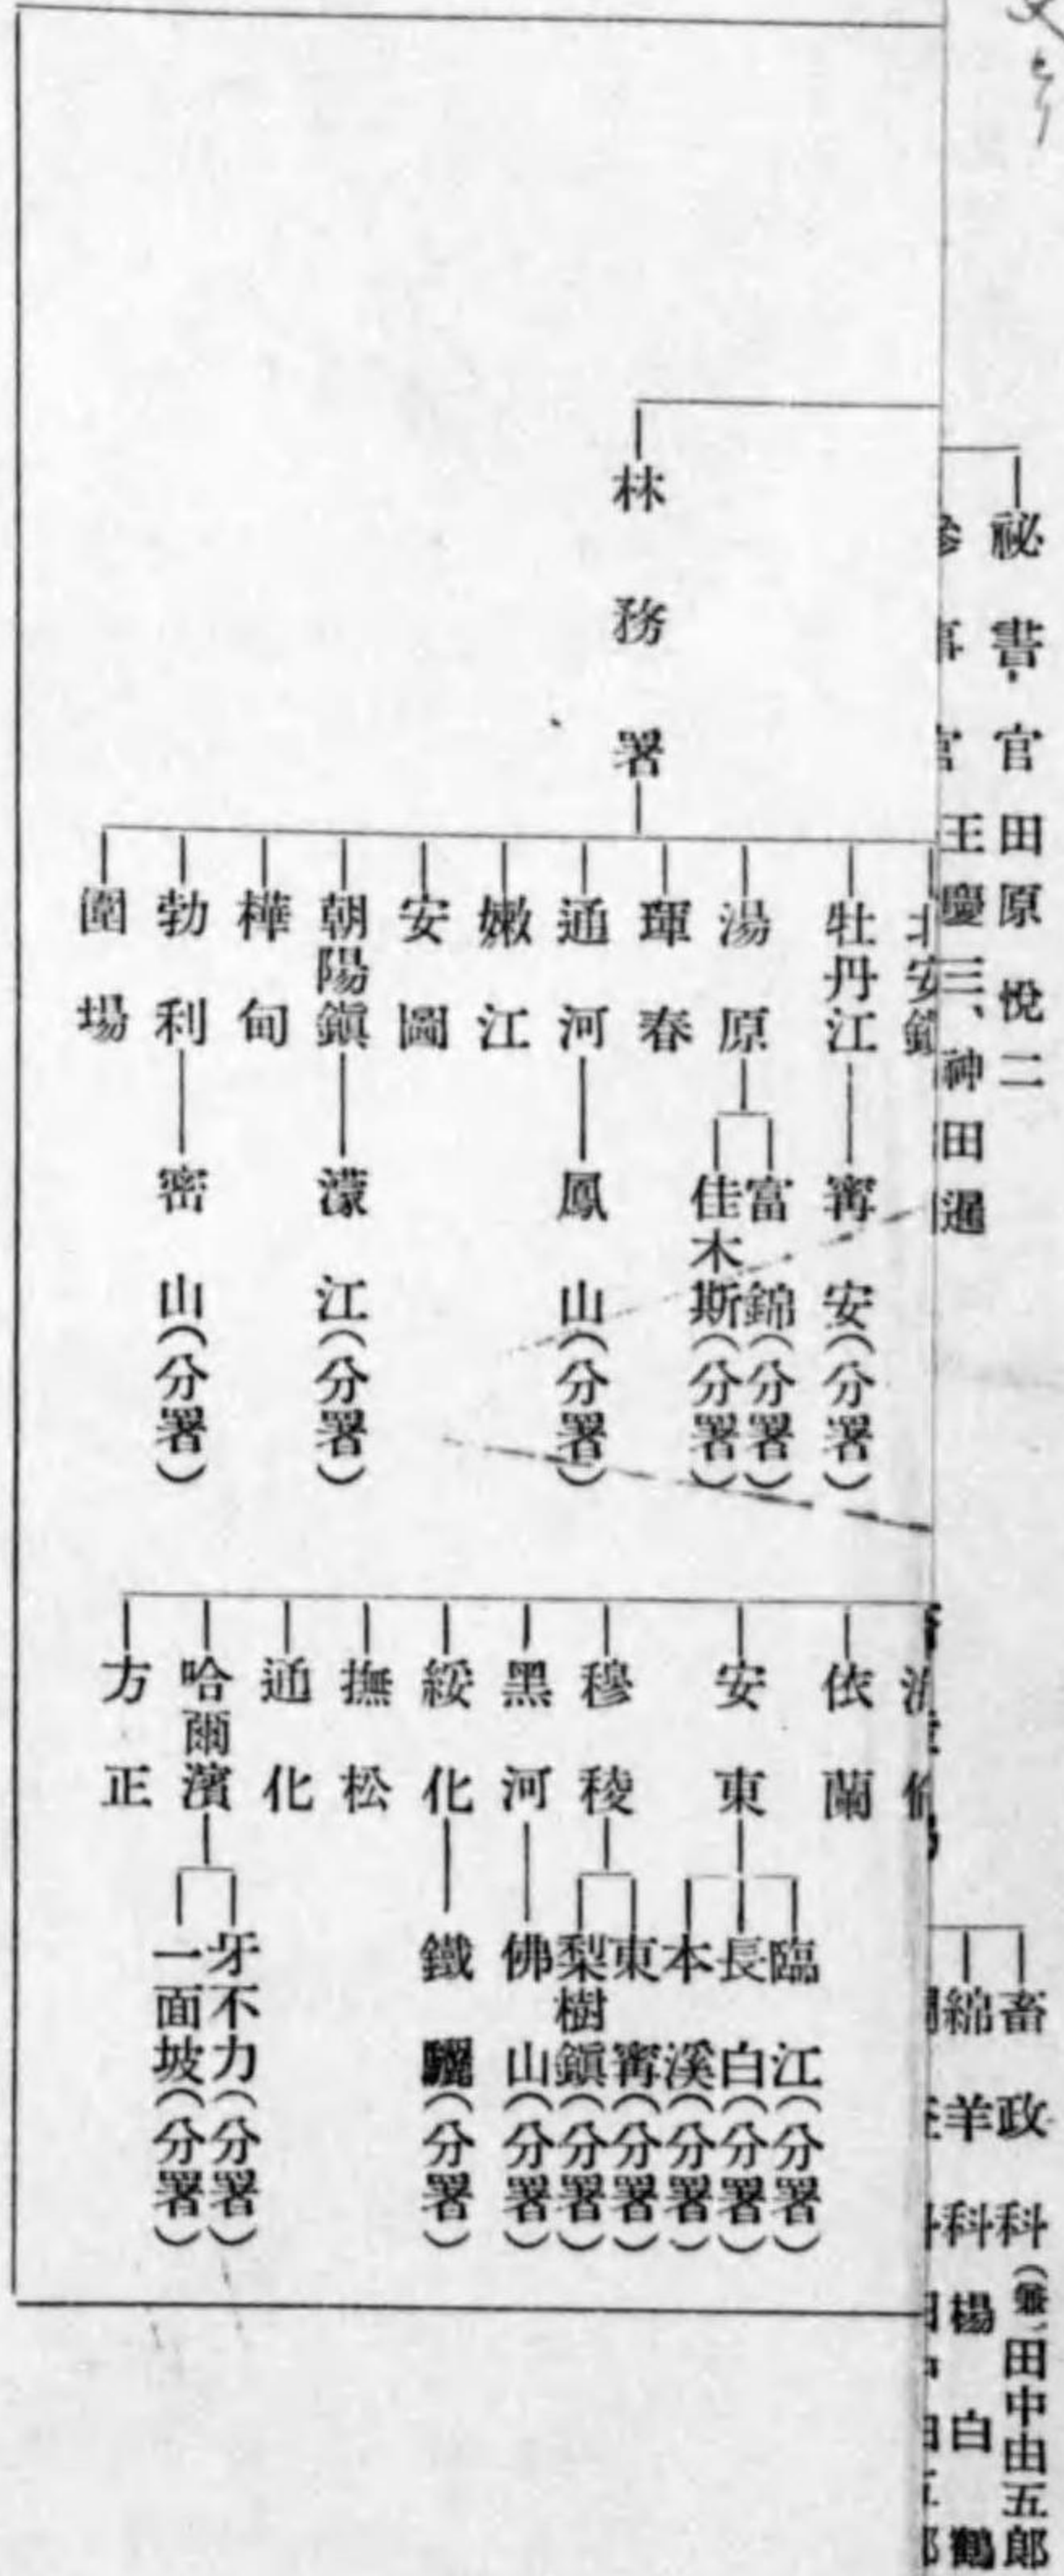 祕書官 田原悅二
參事官 王慶三、神田暹
畜政科（兼）田中由五郎
綿羊科 楊白鶴
林務署
北安鎭
牡丹江
寗安（分署）
湯原
富錦（分署）
佳木斯（分署）
琿春
通河
鳳山（分署）
嫩江
安圖
朝陽鎭
濛江（分署）
樺甸
勃利
密山（分署）
圍場
依蘭
安東
臨江（分署）
長白（分署）
本溪（分署）
穆稜
東寗（分署）
梨樹鎭（分署）
黑河
佛山（分署）
綏化
鐵驪（分署）
撫松
通化
哈爾濱
牙不力（分署）
一面坡（分署）
方正